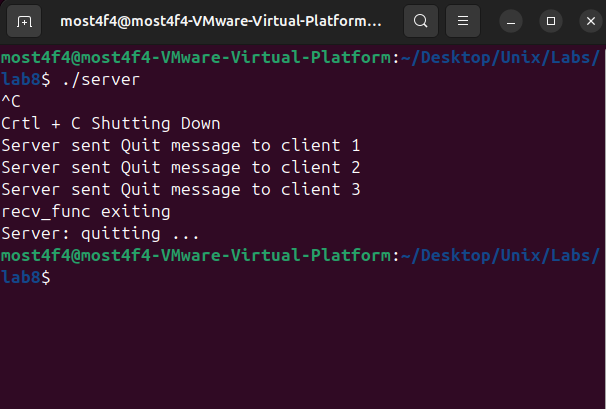 most4f4@most4f4-VMware-Virtual-Platform...
most4f4@most4f4-VMware-Virtual-Platform:~/Desktop/Unix/Labs/
lab8$ ./server
^C
Crtl + C Shutting Down
Server sent Quit message to client 1
Server sent Quit message to client 2
Server sent Quit message to client 3
recv_func exiting
Server: quitting ...
most4f4@most4f4-VMware-Virtual-Platform:~/Desktop/Unix/Labs/
lab8$